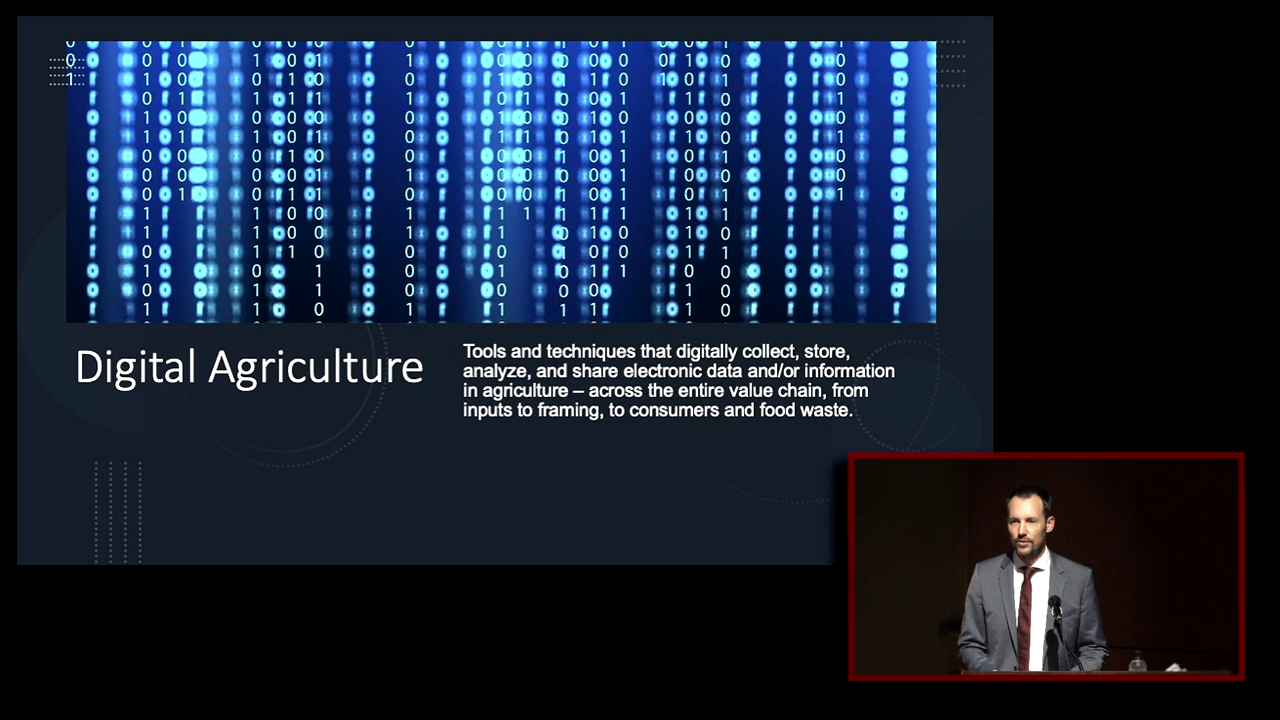 Digital Agriculture
Tools and techniques that digitally collect, store,
analyze, and share electronic data and/or information
in agriculture – across the entire value chain, from
inputs to framing, to consumers and food waste.